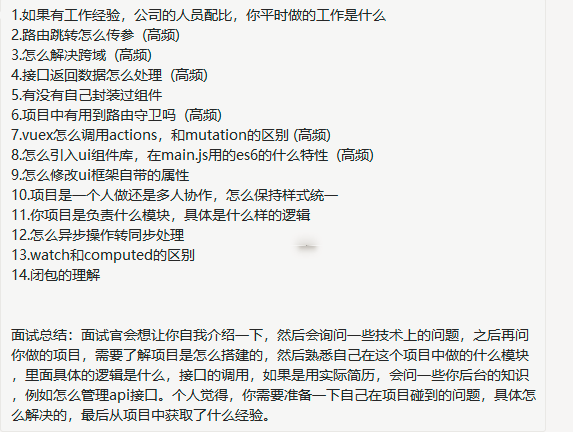 1.如果有工作经验，公司的人员配比，你平时做的工作是什么
2.路由跳转怎么传参（高频）
3.怎么解决跨域（高频）
4.接口返回数据怎么处理（高频）
5.有没有自己封装过组件
6.项目中有用到路由守卫吗（高频）
7.vuex怎么调用actions，和mutation的区别 (高频)
8.怎么引入ui组件库，在main.js用的es6的什么特性（高频)
9.怎么修改ui框架自带的属性
10.项目是一个人做还是多人协作，怎么保持样式统一
11.你项目是负责什么模块，具体是什么样的逻辑
12.怎么异步操作转同步处理
13.watch和computed的区别
14.闭包的理解
面试总结：面试官会想让你自我介绍一下，然后会询问一些技术上的问题，之后再问
你做的项目，需要了解项目是怎么搭建的，然后熟悉自己在这个项目中做的什么模块
，里面具体的逻辑是什么，接口的调用，如果是用实际简历，会问一些你后台的知识
，例如怎么管理api接口。个人觉得，你需要准备一下自己在项目碰到的问题，具体怎
么解决的，最后从项目中获取了什么经验。